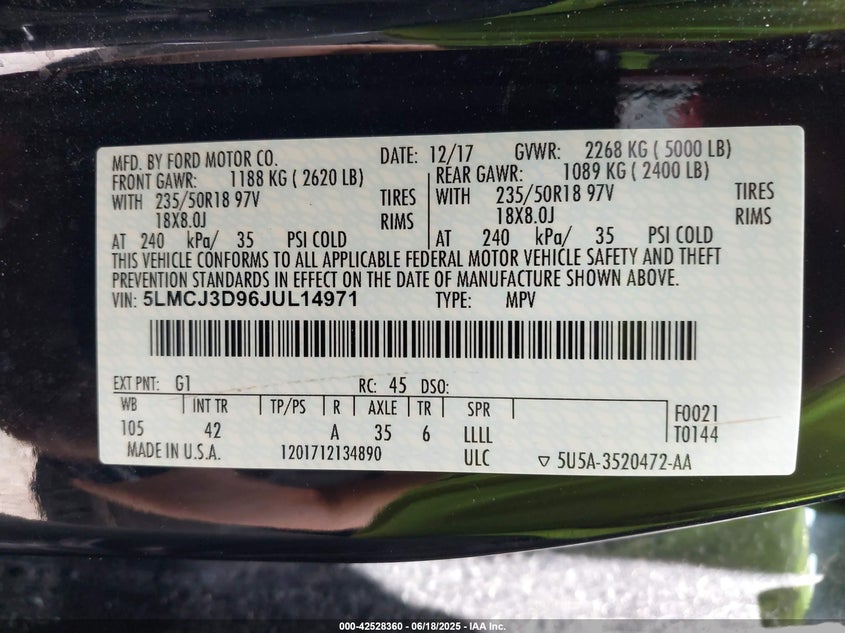 MFD. BY FORD MOTOR CO. DATE: 12/17 GVWR: 2268 KG ( 5000 LB)
FRONT GAWR: 1188 KG ( 2620 LB) REAR GAWR: 1089 KG ( 2400 LB)
WITH 235/50R18 97V TIRES WITH 235/50R18 97V TIRES
18X8.0J RIMS 18X8.0J RIMS
AT 240 kPa/ 35 PSI COLD AT 240 kPa/ 35 PSI COLD
THIS VEHICLE CONFORMS TO ALL APPLICABLE FEDERAL MOTOR VEHICLE SAFETY AND THEFT
PREVENTION STANDARDS IN EFFECT ON THE DATE OF MANUFACTURE SHOWN ABOVE.
VIN: 5LMCJ3D96JUL14971 TYPE: MPV
EXT PNT: G1 RC: 45 DSO:
WB INT TR TP/PS R AXLE TR SPR F0021
105 42 A 35 6 LLLL T0144
MADE IN U.S.A. 1201712134890 ULC ▽ 5U5A-3520472-AA
000-42528360 - 06/18/2025 - IAA Inc.